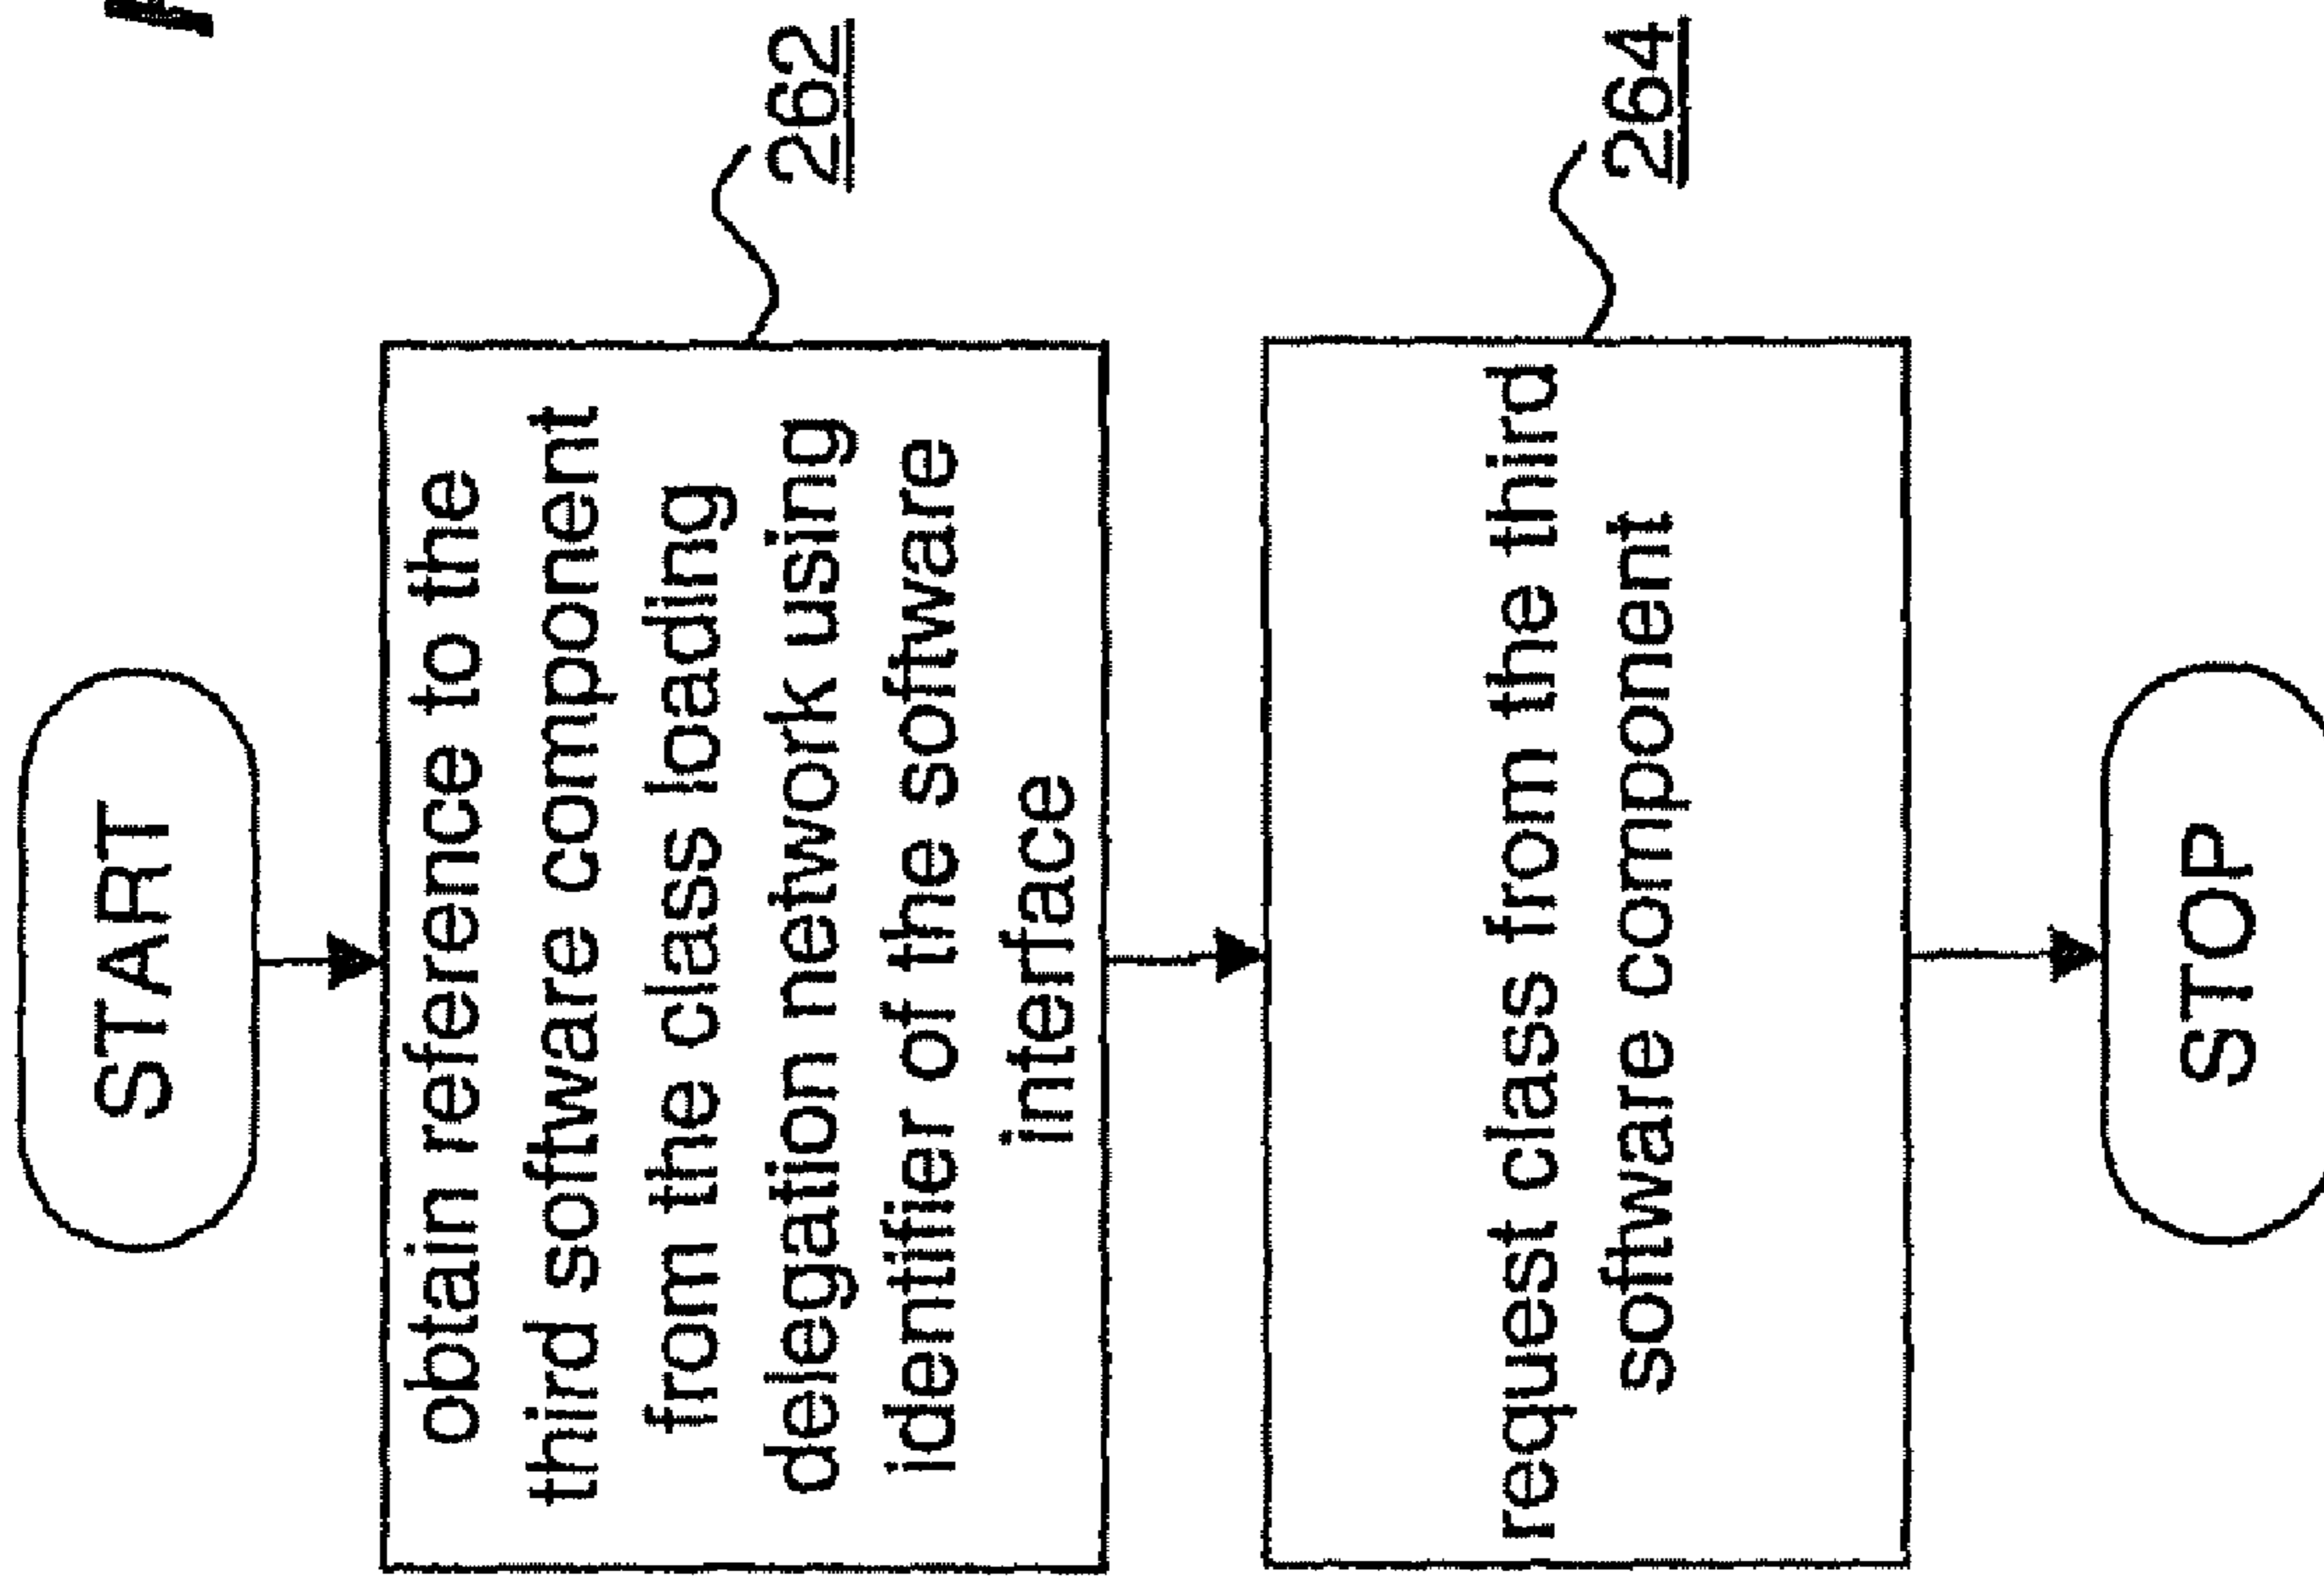 START
obtain reference to the
third software component
from the class loading
delegation network using
identifier of the software
interface
262
request class from the third
software component
264
STOP